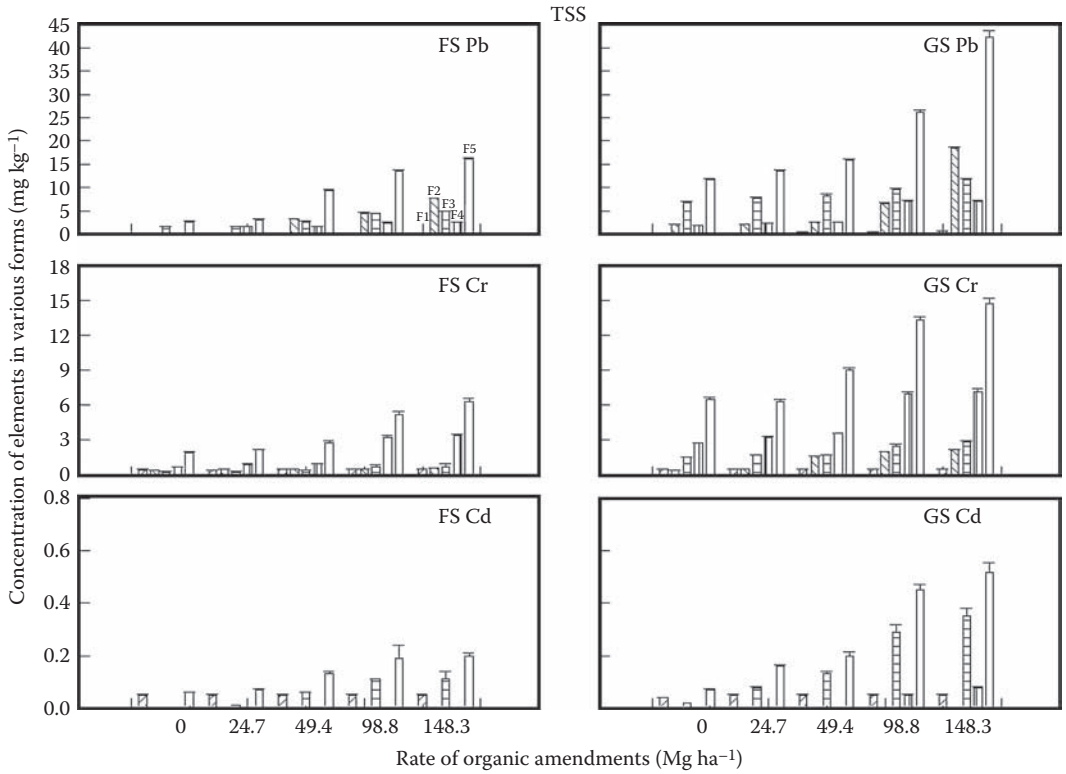 TSS
Concentration of elements in various forms (mg kg−1)
45
40
35
30
25
20
15
10
5
0
FS Pb
F1
F2
F3
F4
F5
GS Pb
18
15
12
9
6
3
0
FS Cr
GS Cr
0.8
0.6
0.4
0.2
0.0
FS Cd
GS Cd
0 24.7 49.4 98.8 148.3
0 24.7 49.4 98.8 148.3
Rate of organic amendments (Mg ha−1)